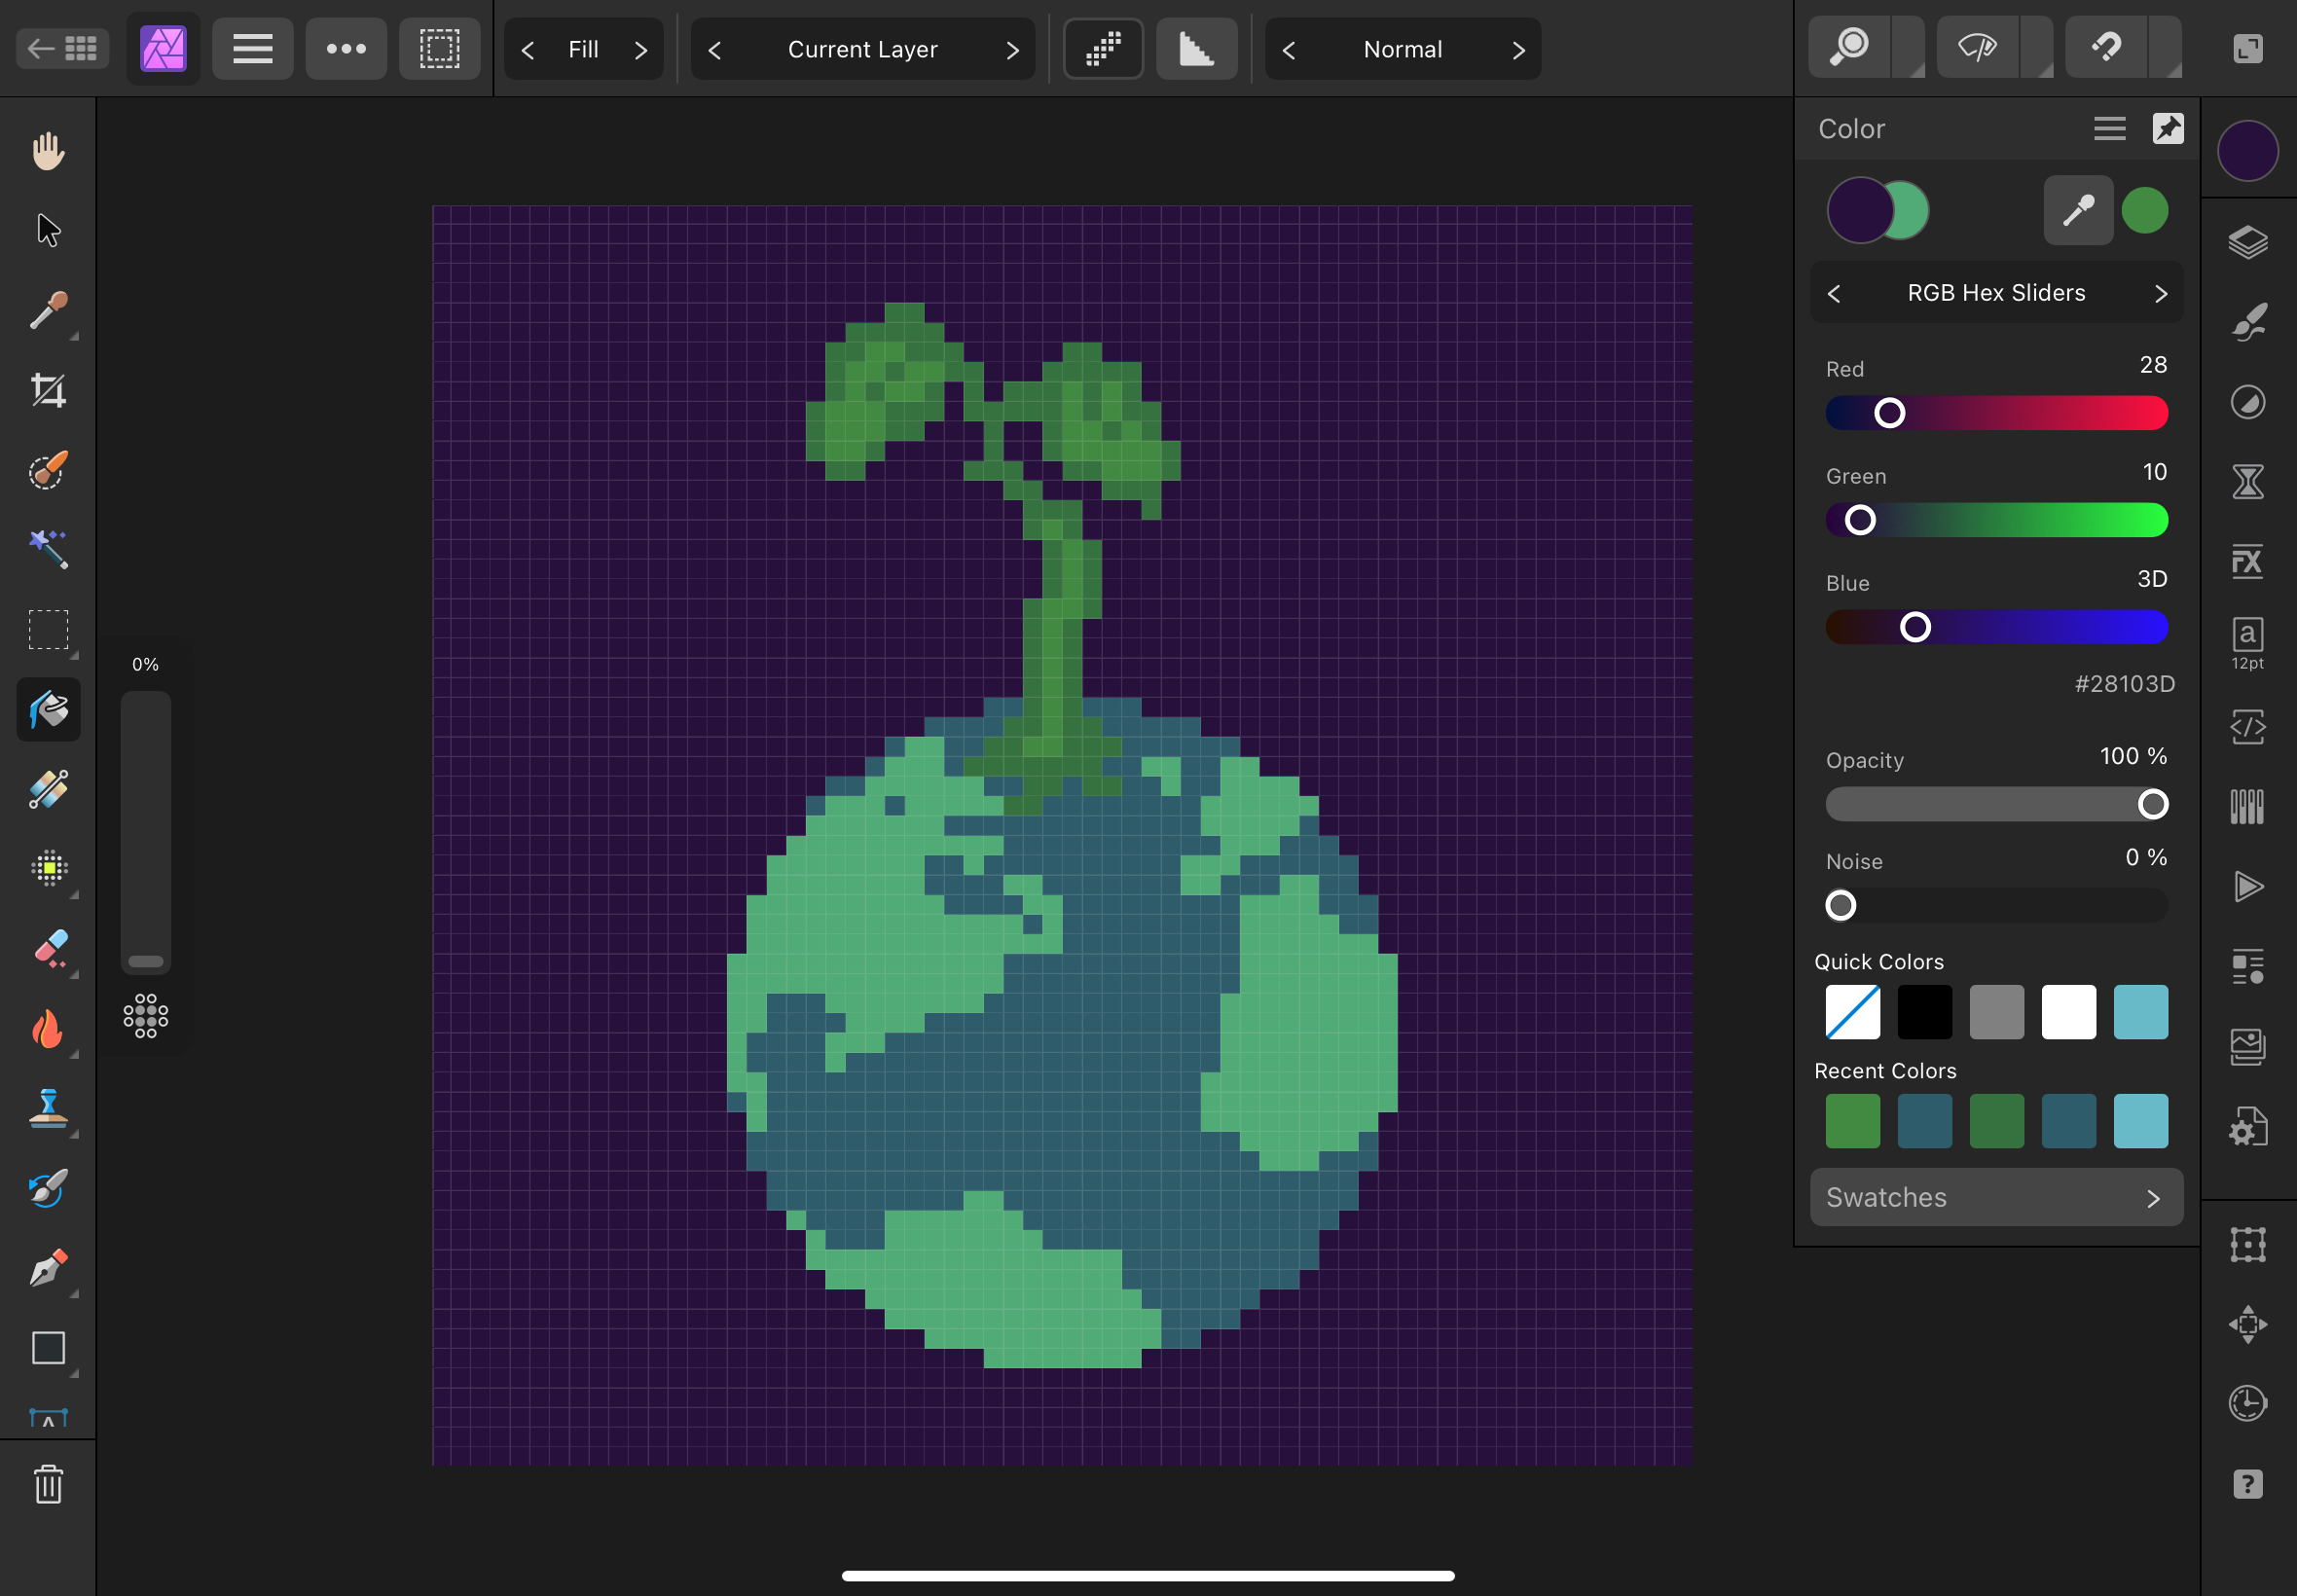 Fill
Current Layer
Normal
Color
RGB Hex Sliders
Red 28
Green 10
Blue 3D
#28103D
Opacity 100 %
Noise 0 %
Quick Colors
Recent Colors
Swatches
0%
FX
a
12pt
A
?